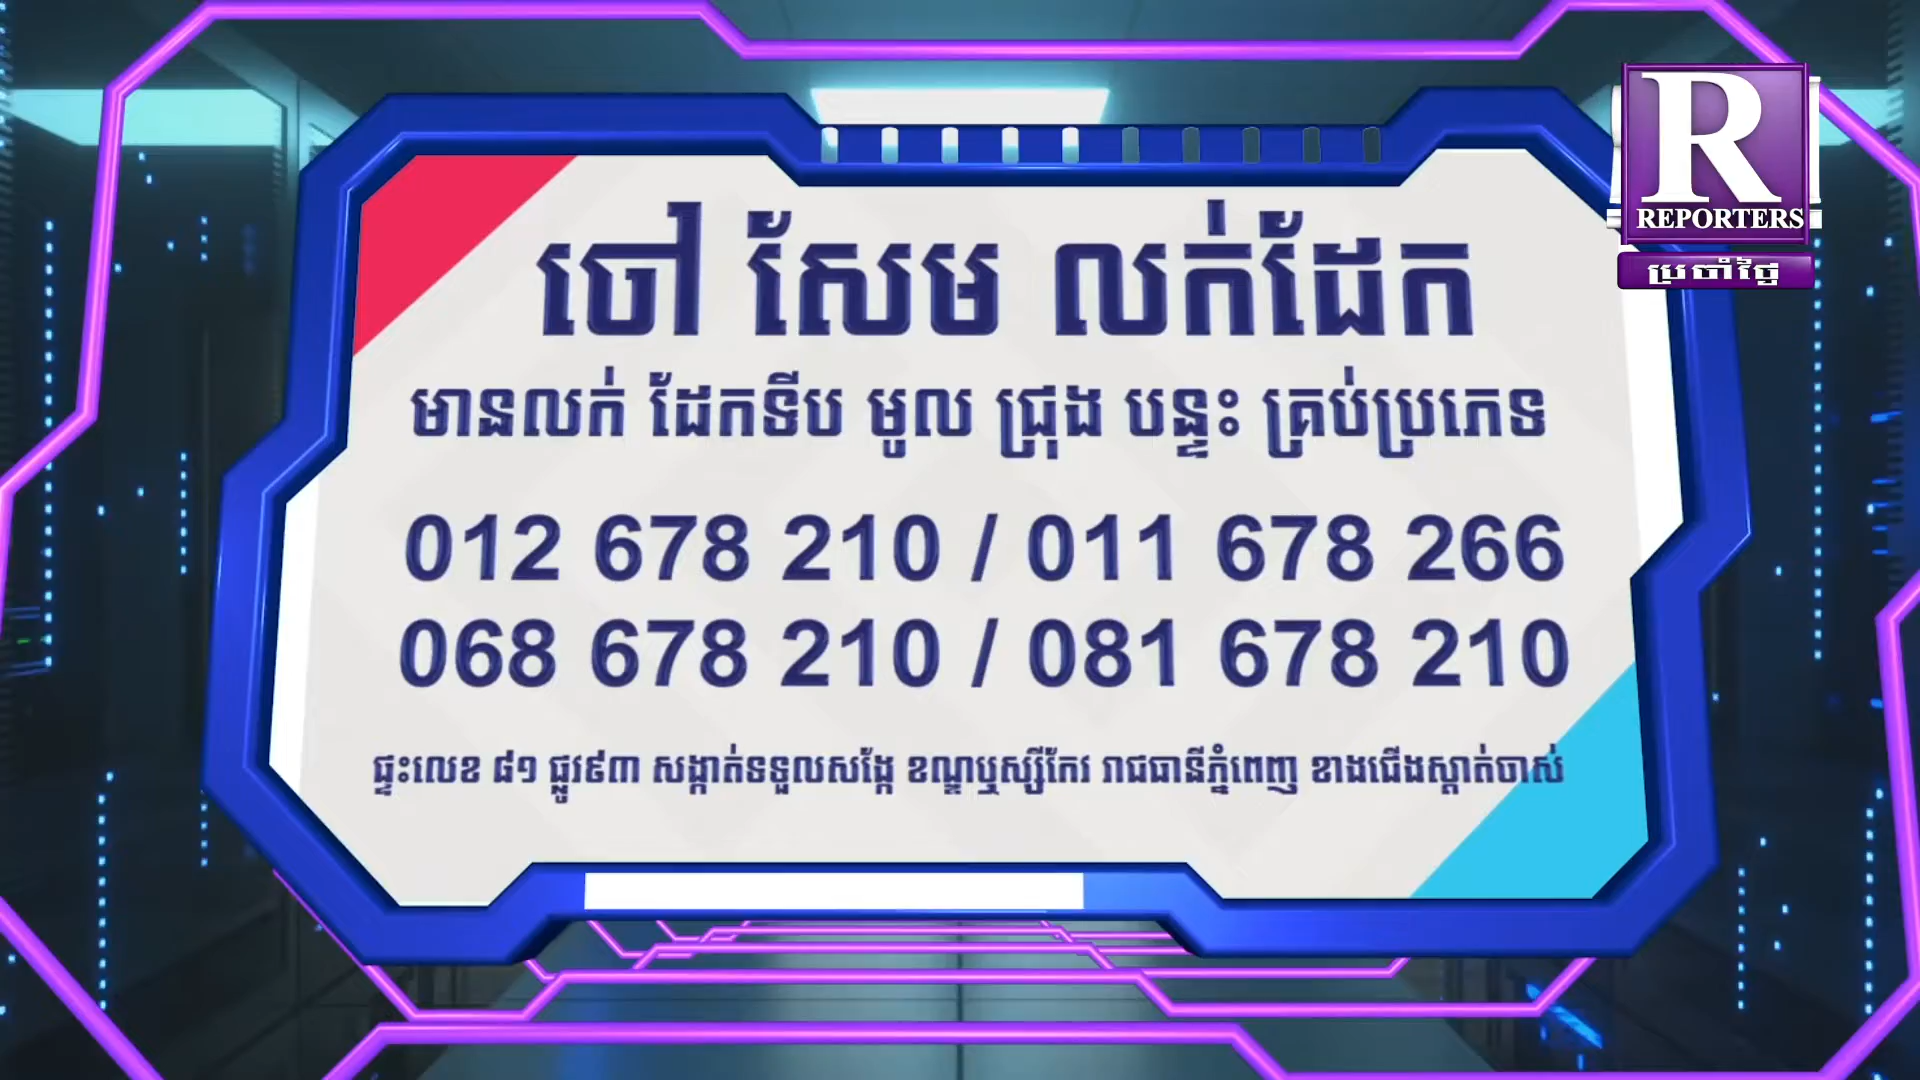 R
REPORTERS
ប្រចាំថ្ងៃ
ចៅ សែម លក់ដែក
មានលក់ ដែកទីប មូល ជ្រុង បន្ទះ គ្រប់ប្រភេទ
012 678 210 / 011 678 266
068 678 210 / 081 678 210
ផ្ទះលេខ ៨១ ផ្លូវ៩៣ សង្កាត់ទទួលសង្កែ ខណ្ឌឬស្សីកែវ រាជធានីភ្នំពេញ ខាងជើងស្តាត់ចាស់